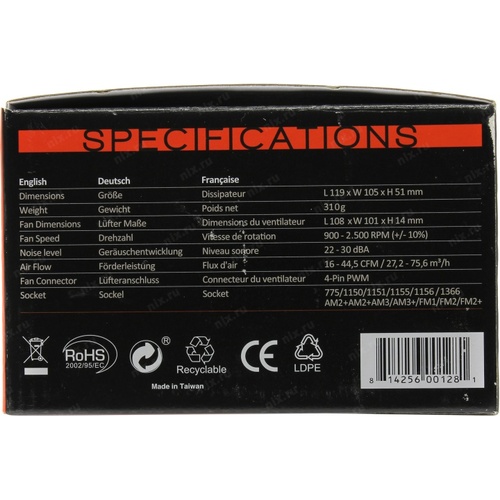 SPECIFICATIONS
English Deutsch Française
Dimensions Größe Dissipateur L 119 x W 105 x H 51 mm
Weight Gewicht Poids net 310 g
Fan Dimensions Lüfter Maße Dimensions du ventilateur L 108 x W 101 x H 14 mm
Fan Speed Drehzahl Vitesse de rotation 900 - 2.500 RPM (+/- 10%)
Noise level Geräuschentwicklung Niveau sonore 22 - 30 dBA
Air Flow Förderleistung Flux d'air 16 - 44,5 CFM / 27,2 - 75,6 m³/h
Fan Connector Lüfteranschluss Connecteur du ventilateur 4-Pin PWM
Socket Sockel Socket 775/1150/1151/1155/1156/1366
AM2+AM2+/AM3/AM3+/FM1/FM2/FM2+
RoHS
2002/95/EC
®
Made in Taiwan
Recyclable
CE
LDPE
8 14256 00128 1
nix.ru